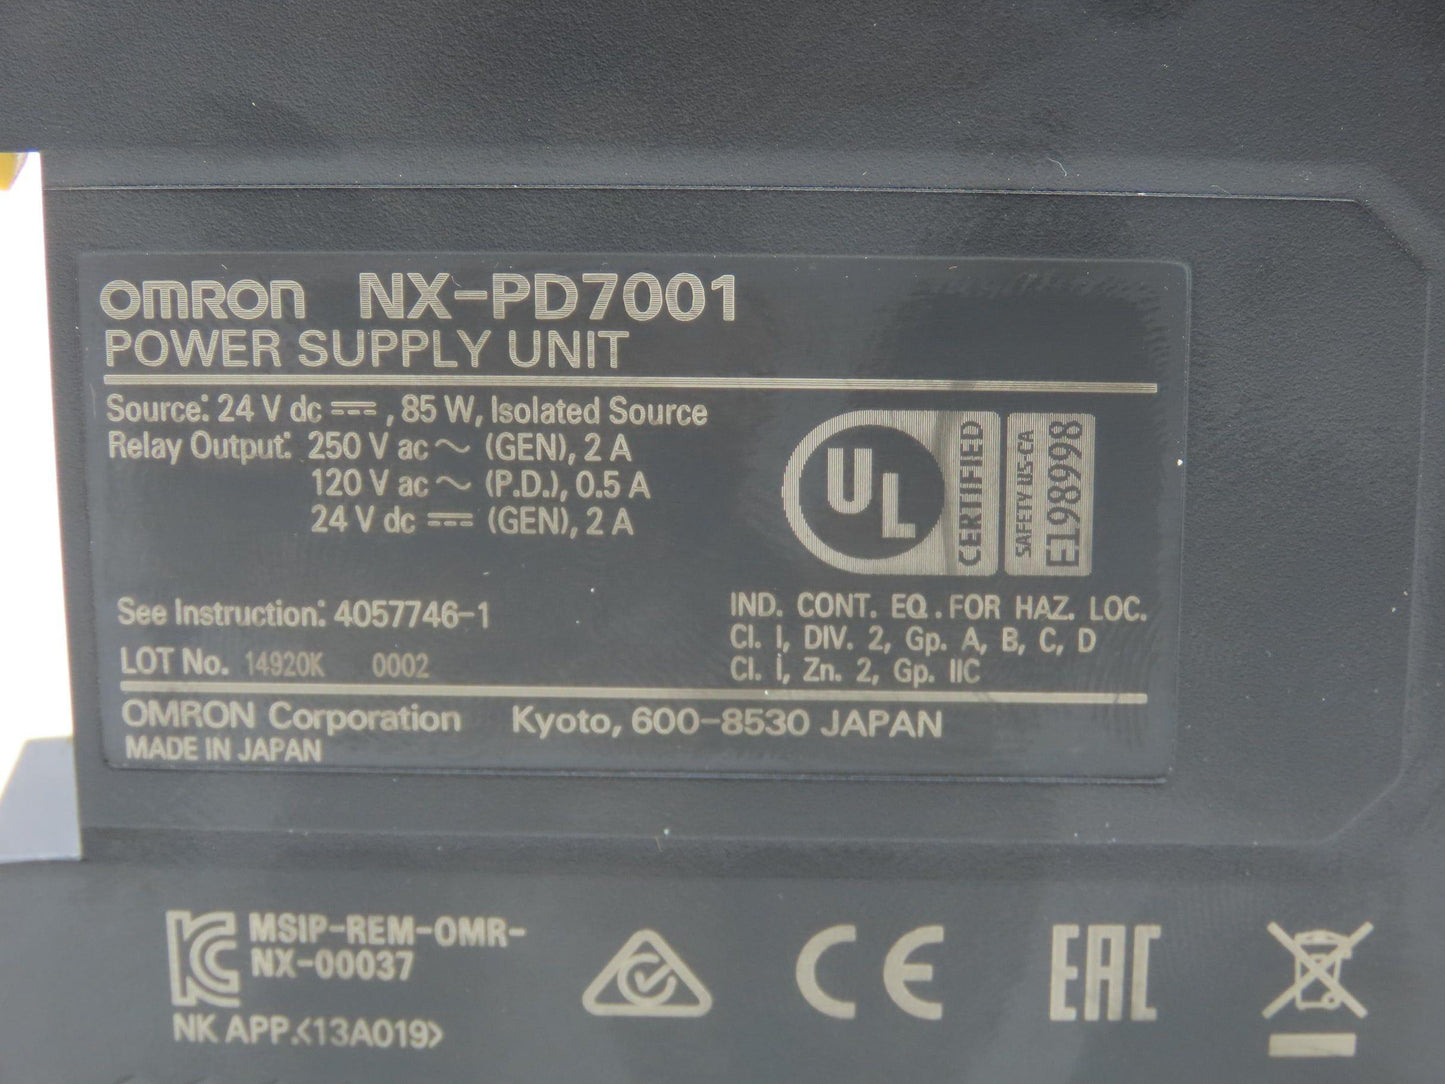 OMRON NX-PD7001
POWER SUPPLY UNIT
Source: 24 V dc ⎓, 85 W, Isolated Source
Relay Output: 250 V ac ~ (GEN), 2 A
120 V ac ~ (P.D.), 0.5 A
24 V dc ⎓ (GEN), 2 A
UL CERTIFIED
SAFETY US-CA
E198998
See Instruction: 4057746-1
LOT No. 14920K 0002
IND. CONT. EQ. FOR HAZ. LOC.
Cl. I, DIV. 2, Gp. A, B, C, D
Cl. I, Zn. 2, Gp. IIC
OMRON Corporation Kyoto, 600-8530 JAPAN
MADE IN JAPAN
KC MSIP-REM-OMR-
NX-00037
NK APP.<13A019>
CE EAC